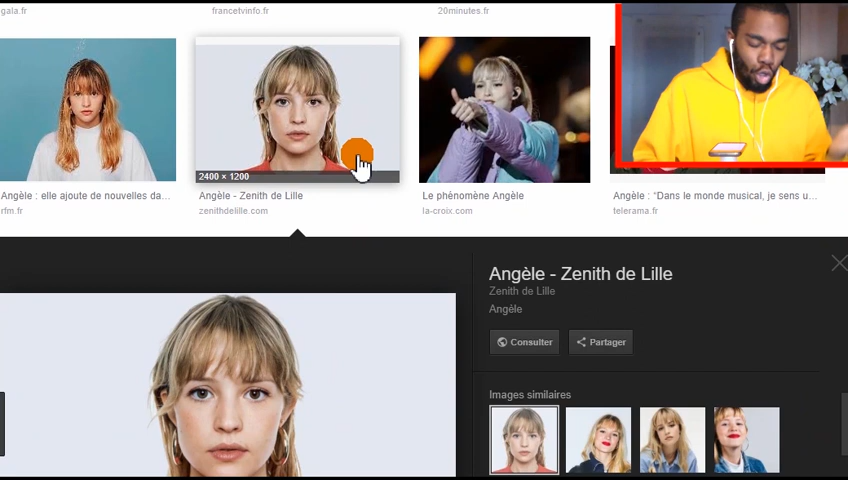 gala.fr
francetvinfo.fr
20minutes.fr
2400 × 1200
Angèle : elle ajoute de nouvelles da...
rfm.fr
Angèle - Zenith de Lille
zenithdelille.com
Le phénomène Angèle
la-croix.com
Angèle : “Dans le monde musical, je sens u...
telerama.fr
Angèle - Zenith de Lille
Zenith de Lille
Angèle
Consulter
Partager
Images similaires